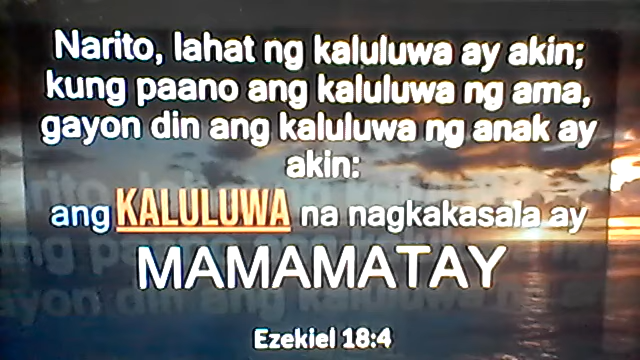 Narito, lahat ng kaluluwa ay akin;
kung paano ang kaluluwa ng ama,
gayon din ang kaluluwa ng anak ay
akin:
ang KALULUWA na nagkakasala ay
MAMAMATAY
Ezekiel 18:4